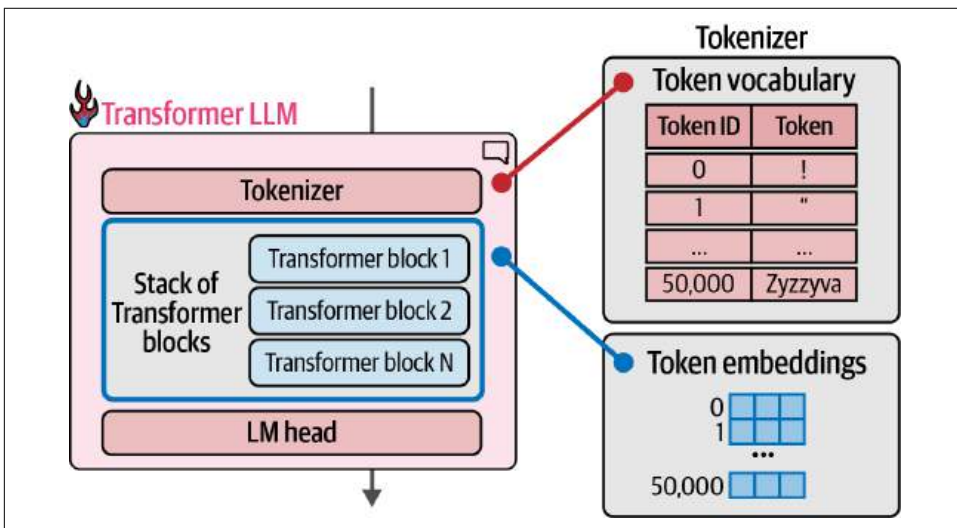 Transformer LLM
Tokenizer
Stack of
Transformer
blocks
Transformer block 1
Transformer block 2
Transformer block N
LM head
Tokenizer
Token vocabulary
Token ID Token
0 !
1 "
... ...
50,000 Zyzzyva
Token embeddings
0
1
...
50,000